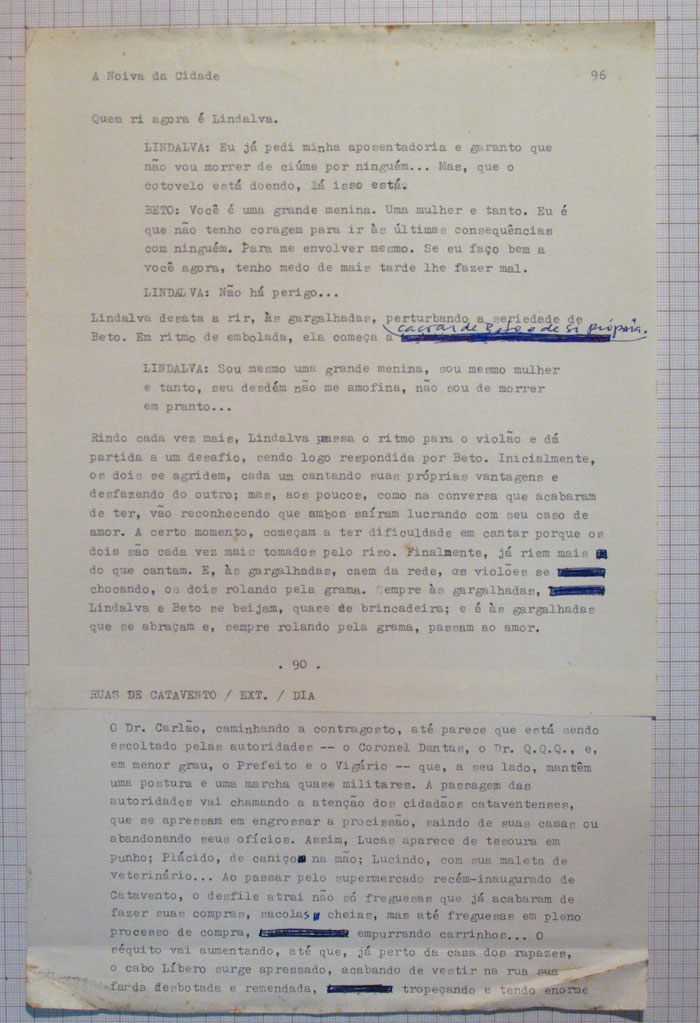 A Noiva da Cidade 96
Quem ri agora é Lindalva.
LINDALVA: Eu já pedi minha aposentadoria e garanto que
não vou morrer de ciúme por ninguém... Mas, que o
cotovelo está doendo, lá isso está.
BETO: Você é uma grande menina. Uma mulher e tanto. Eu é
que não tenho coragem para ir às últimas consequências
com ninguém. Para me envolver mesmo. Se eu faço bem a
você agora, tenho medo de mais tarde lhe fazer mal.
LINDALVA: Não há perigo...
Lindalva desata a rir, às gargalhadas, perturbando a seriedade de
caçoar de Beto e de si própria.
Beto. Em ritmo de embolada, ela começa a
LINDALVA: Sou mesmo uma grande menina, sou mesmo mulher
e tanto, seu desdém não me amofina, não sou de morrer
em pranto...
Rindo cada vez mais, Lindalva passa o ritmo para o violão e dá
partida a um desafio, sendo logo respondida por Beto. Inicialmente,
os dois se agridem, cada um cantando suas próprias vantagens e
desfazendo do outro; mas, aos poucos, como na conversa que acabaram
de ter, vão reconhecendo que ambos saíram lucrando com seu caso de
amor. A certo momento, começam a ter dificuldade em cantar porque os
dois são cada vez mais tomados pelo riso. Finalmente, já riem mais
do que cantam. E, às gargalhadas, caem da rede, os violões se
chocando, os dois rolando pela grama. Sempre às gargalhadas,
Lindalva e Beto se beijam, quase de brincadeira; e é às gargalhadas
que se abraçam e, sempre rolando pela grama, passam ao amor.
. 90 .
RUAS DE CATAVENTO / EXT. / DIA
O Dr. Carlão, caminhando a contragosto, até parece que está sendo
escoltado pelas autoridades -- o Coronel Dantas, o Dr. Q.Q.Q., e,
em menor grau, o Prefeito e o Vigário -- que, a seu lado, mantêm
uma postura e uma marcha quase militares. A passagem das
autoridades vai chamando a atenção dos cidadãos cataventenses,
que se apressam em engrossar a procissão, saindo de suas casas ou
abandonando seus ofícios. Assim, Lucas aparece de tesoura em
punho; Plácido, de caniço na mão; Lucindo, com sua maleta de
veterinário... Ao passar pelo supermercado recém-inaugurado de
Catavento, o desfile atrai não só freguesas que já acabaram de
fazer suas compras, sacolas cheias, mas até freguesas em pleno
processo de compra, empurrando carrinhos... O
séquito vai aumentando, até que, já perto da casa dos rapazes,
o cabo Líbero surge apressado, acabando de vestir na rua sua
farda desbotada e remendada, tropeçando e tendo enorme